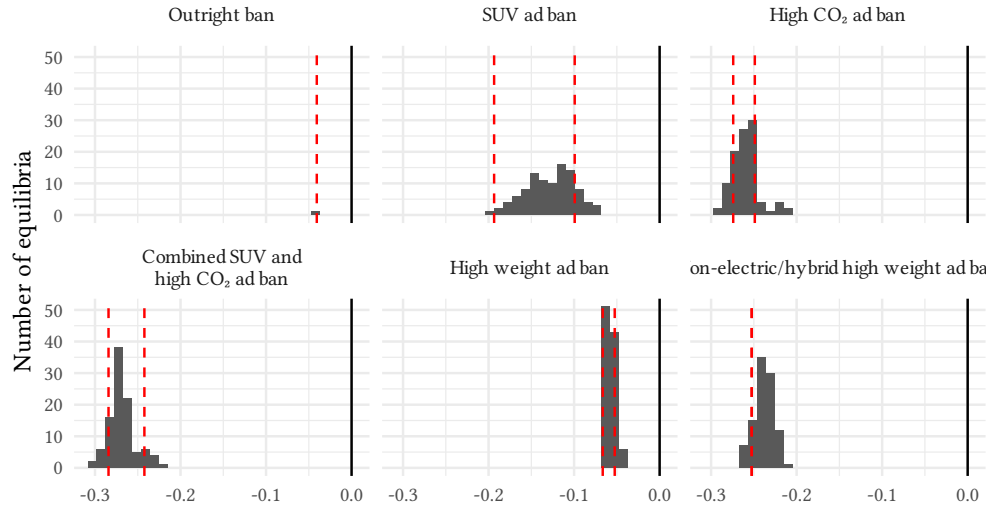 Outright ban
SUV ad ban
High CO₂ ad ban
50
40
30
20
10
0
Number of equilibria
Combined SUV and
high CO₂ ad ban
High weight ad ban
on-electric/hybrid high weight ad ba
50
40
30
20
10
0
-0.3 -0.2 -0.1 0.0 -0.3 -0.2 -0.1 0.0 -0.3 -0.2 -0.1 0.0